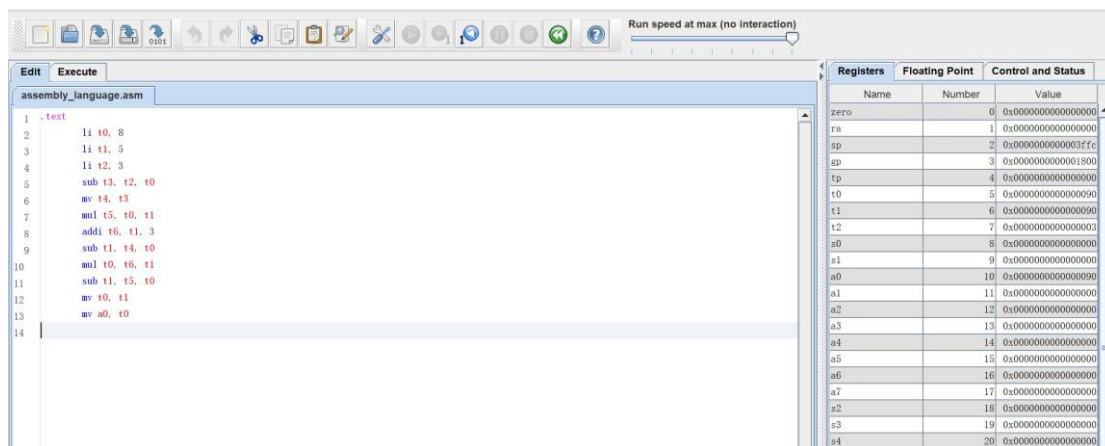 0101
Run speed at max (no interaction)
Edit Execute
assembly_language.asm
1 .text
2 li t0, 8
3 li t1, 5
4 li t2, 3
5 sub t3, t2, t0
6 mv t4, t3
7 mul t5, t0, t1
8 addi t6, t1, 3
9 sub t1, t4, t0
10 mul t0, t6, t1
11 sub t1, t5, t0
12 mv t0, t1
13 mv a0, t0
14
Registers Floating Point Control and Status
Name Number Value
zero 0 0x0000000000000000
ra 1 0x0000000000000000
sp 2 0x0000000000003ffc
gp 3 0x0000000000001800
tp 4 0x0000000000000000
t0 5 0x0000000000000090
t1 6 0x0000000000000090
t2 7 0x0000000000000003
s0 8 0x0000000000000000
s1 9 0x0000000000000000
a0 10 0x0000000000000090
a1 11 0x0000000000000000
a2 12 0x0000000000000000
a3 13 0x0000000000000000
a4 14 0x0000000000000000
a5 15 0x0000000000000000
a6 16 0x0000000000000000
a7 17 0x0000000000000000
s2 18 0x0000000000000000
s3 19 0x0000000000000000
s4 20 0x0000000000000000